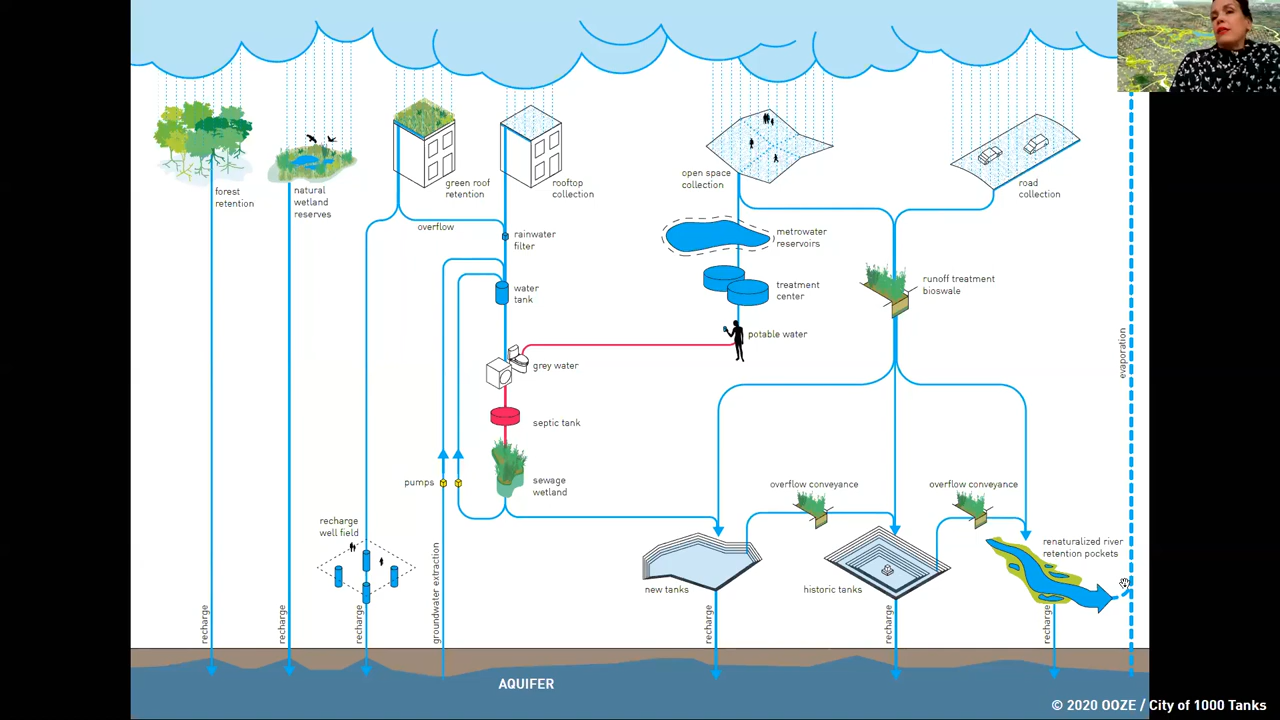 forest
retention
natural
wetland
reserves
green roof
retention
rooftop
collection
open space
collection
road
collection
overflow
rainwater
filter
metrowater
reservoirs
water
tank
treatment
center
runoff treatment
bioswale
potable water
grey water
evaporation
septic tank
pumps
sewage
wetland
overflow conveyance
overflow conveyance
recharge
well field
renaturalized river
retention pockets
new tanks
historic tanks
recharge
recharge
recharge
groundwater extraction
recharge
recharge
recharge
AQUIFER
© 2020 OOZE / City of 1000 Tanks